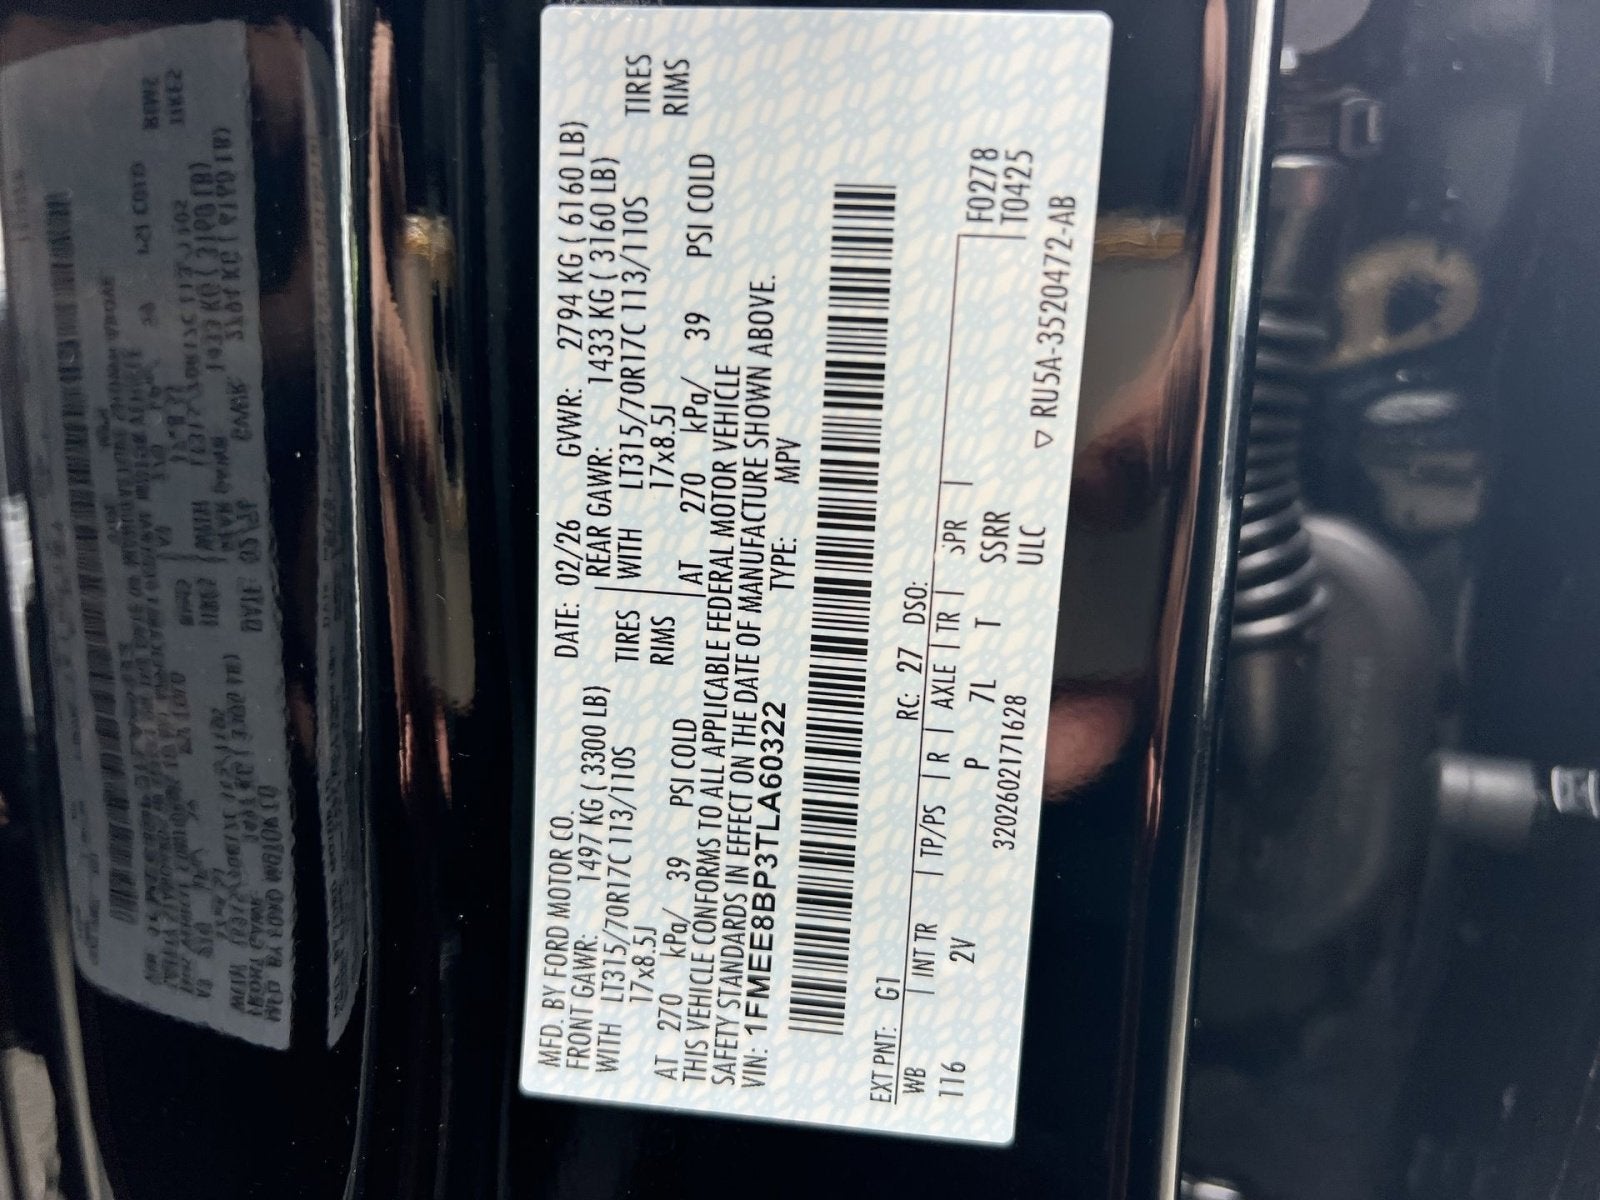 MFD. BY FORD MOTOR CO.
DATE: 02/26 GVWR: 2794 KG ( 6160 LB)
FRONT GAWR: 1497 KG ( 3300 LB) REAR GAWR: 1433 KG ( 3160 LB)
WITH LT315/70R17C 113/110S TIRES WITH LT315/70R17C 113/110S TIRES
17x8.5J RIMS 17x8.5J RIMS
AT 270 kPa/ 39 PSI COLD AT 270 kPa/ 39 PSI COLD
THIS VEHICLE CONFORMS TO ALL APPLICABLE FEDERAL MOTOR VEHICLE
SAFETY STANDARDS IN EFFECT ON THE DATE OF MANUFACTURE SHOWN ABOVE.
VIN: 1FMEE8BP3TLA60322 TYPE: MPV
EXT PNT: G1 RC: 27 DSO:
WB INT TR TP/PS R AXLE TR SPR F0278
116 2V P 7L T SSRR T0425
3202602171628 ULC
▽ RU5A-3520472-AB